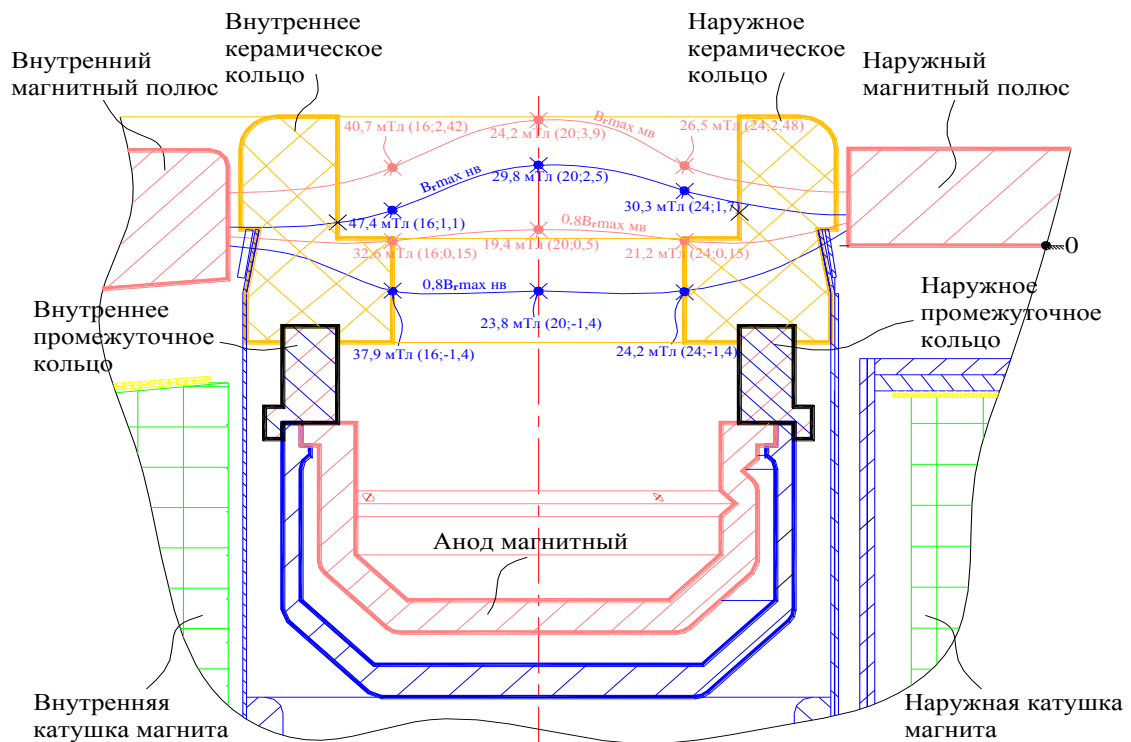 Внутреннее
керамическое
кольцо
Наружное
керамическое
кольцо
Внутренний
магнитный полюс
Наружный
магнитный полюс
40,7 мТл (16;2,42)
24,2 мТл (20;3,9)
Brmax мв
26,5 мТл (24;2,48)
Brmax нв
29,8 мТл (20;2,5)
30,3 мТл (24;1,7)
47,4 мТл (16;1,1)
0,8Brmax мв
19,4 мТл (20;0,5)
32,6 мТл (16;0,15)
21,2 мТл (24;0,15)
0
0,8Brmax нв
23,8 мТл (20;-1,4)
37,9 мТл (16;-1,4)
24,2 мТл (24;-1,4)
Внутреннее
промежуточное
кольцо
Наружное
промежуточное
кольцо
Анод магнитный
Внутренняя
катушка магнита
Наружная катушка
магнита